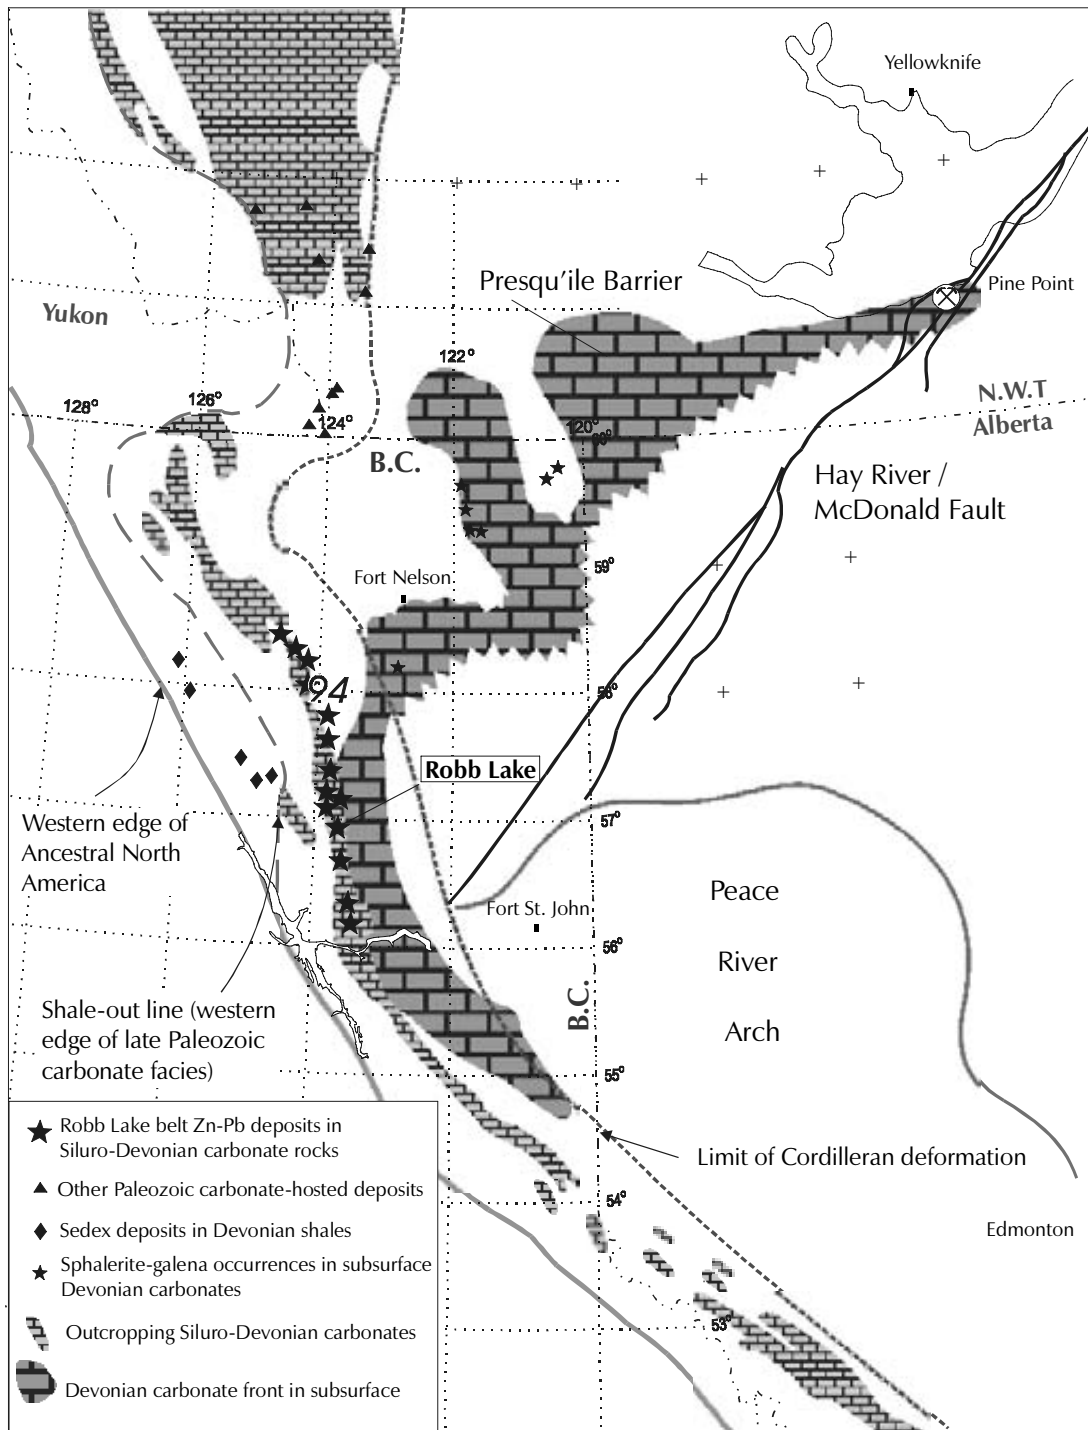 Yellowknife
Presqu'ile Barrier
Pine Point
Yukon
122°
N.W.T
Alberta
128°
126°
124°
120°
60°
B.C.
Hay River /
McDonald Fault
59°
Fort Nelson
94
58°
Robb Lake
57°
Western edge of
Ancestral North
America
Peace
River
Arch
Fort St. John
56°
B.C.
Shale-out line (western
edge of late Paleozoic
carbonate facies)
55°
Limit of Cordilleran deformation
54°
Edmonton
53°
Robb Lake belt Zn-Pb deposits in
Siluro-Devonian carbonate rocks
Other Paleozoic carbonate-hosted deposits
Sedex deposits in Devonian shales
Sphalerite-galena occurrences in subsurface
Devonian carbonates
Outcropping Siluro-Devonian carbonates
Devonian carbonate front in subsurface